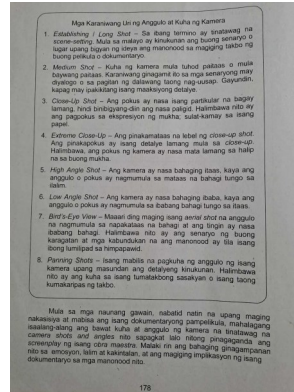 Mga Karaniwang Uri ng Anggulo at Kuha ng Kamera
1. Establishing / Long Shot – Sa ibang termino ay tinatawag na
scene-setting. Mula sa malayo ay kinukunan ang buong senaryo o
lugar upang bigyan ng ideya ang manonood sa magiging takbo ng
buong pelikula o dokumentaryo.
2. Medium Shot – Kuha ng kamera mula tuhod paitaas o mula
baywang paitaas. Karaniwang ginagamit ito sa mga senaryong may
diyalogo o sa pagitan ng dalawang taong nag-uusap. Gayundin,
kapag may ipakikitang isang maaksiyong detalye.
3. Close-Up Shot – Ang pokus ay nasa isang partikular na bagay
lamang, hindi binibigyang-diin ang nasa paligid. Halimbawa nito ay
ang pagpokus sa ekspresyon ng mukha; sulat-kamay sa isang
papel.
4. Extreme Close-Up – Ang pinakamataas na lebel ng close-up shot.
Ang pinakapokus ay isang detalye lamang mula sa close-up.
Halimbawa, ang pokus ng kamera ay nasa mata lamang sa halip
na sa buong mukha.
5. High Angle Shot – Ang kamera ay nasa bahaging itaas, kaya ang
anggulo o pokus ay nagmumula sa mataas na bahagi tungo sa
ilalim.
6. Low Angle Shot – Ang kamera ay nasa bahaging ibaba, kaya ang
anggulo o pokus ay nagmumula sa ibabang bahagi tungo sa itaas.
7. Bird's-Eye View – Maaari ding maging isang aerial shot na anggulo
na nagmumula sa napakataas na bahagi at ang tingin ay nasa
ibabang bahagi. Halimbawa nito ay ang senaryo ng buong
karagatan at mga kabundukan na ang manonood ay tila isang
ibong lumilipad sa himpapawid.
8. Panning Shots – Isang mabilis na pagkuha ng anggulo ng isang
kamera upang masundan ang detalyeng kinukunan. Halimbawa
nito ay ang kuha sa isang tumatakbong sasakyan o isang taong
kumakaripas ng takbo.
Mula sa mga naunang gawain, nabatid natin na upang maging
nakasisiya at mabisa ang isang dokumentaryong pampelikula, mahalagang
isaalang-alang ang bawat kuha at anggulo ng kamera na tinatawag na
camera shots and angles nito sapagkat lalo nitong pinagaganda ang
screenplay ng isang obra maestra. Malaki rin ang bahaging ginagampanan
nito sa emosyon, lalim at kakintalan, at ang magiging implikasyon ng isang
dokumentaryo sa mga manonood nito.
178